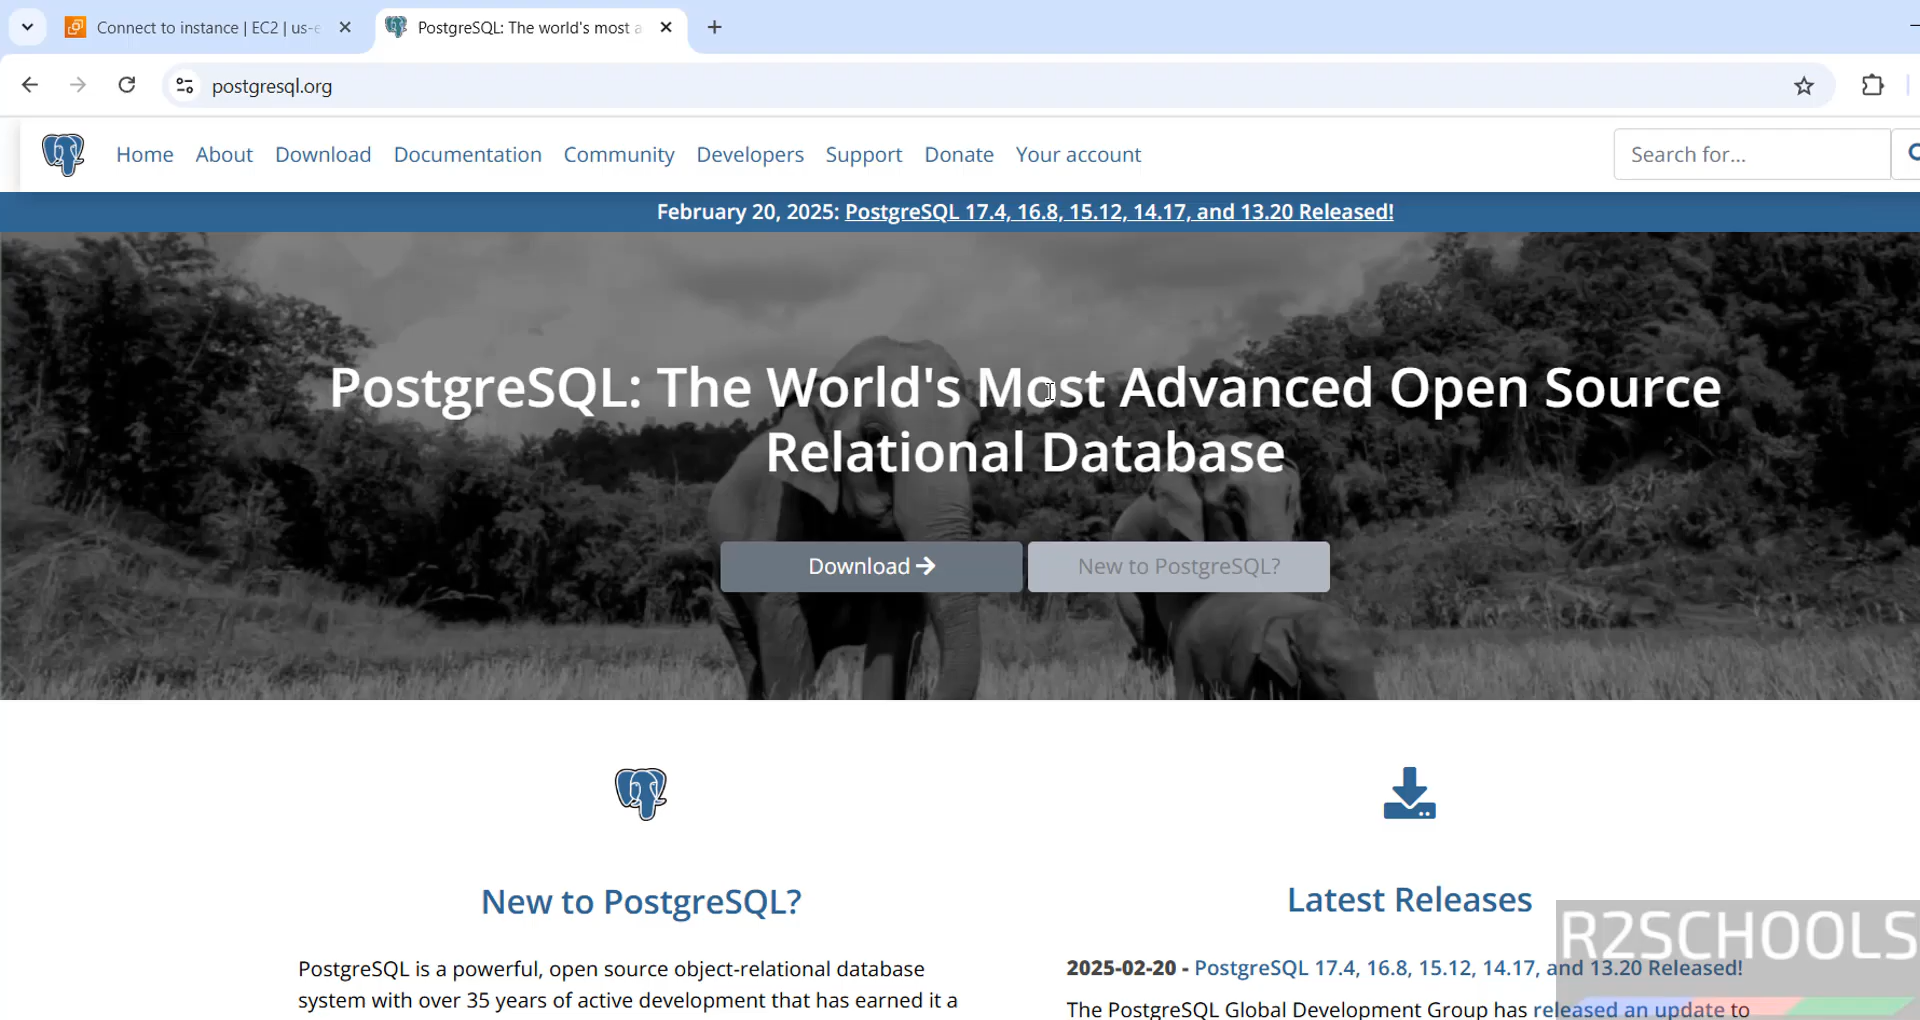 Connect to instance | EC2 | us-e
PostgreSQL: The world's most a
postgresql.org
Home About Download Documentation Community Developers Support Donate Your account
Search for...
February 20, 2025: PostgreSQL 17.4, 16.8, 15.12, 14.17, and 13.20 Released!
PostgreSQL: The World's Most Advanced Open Source
Relational Database
Download
New to PostgreSQL?
New to PostgreSQL?
PostgreSQL is a powerful, open source object-relational database
system with over 35 years of active development that has earned it a
Latest Releases
2025-02-20 - PostgreSQL 17.4, 16.8, 15.12, 14.17, and 13.20 Released!
The PostgreSQL Global Development Group has released an update to
R2SCHOOLS